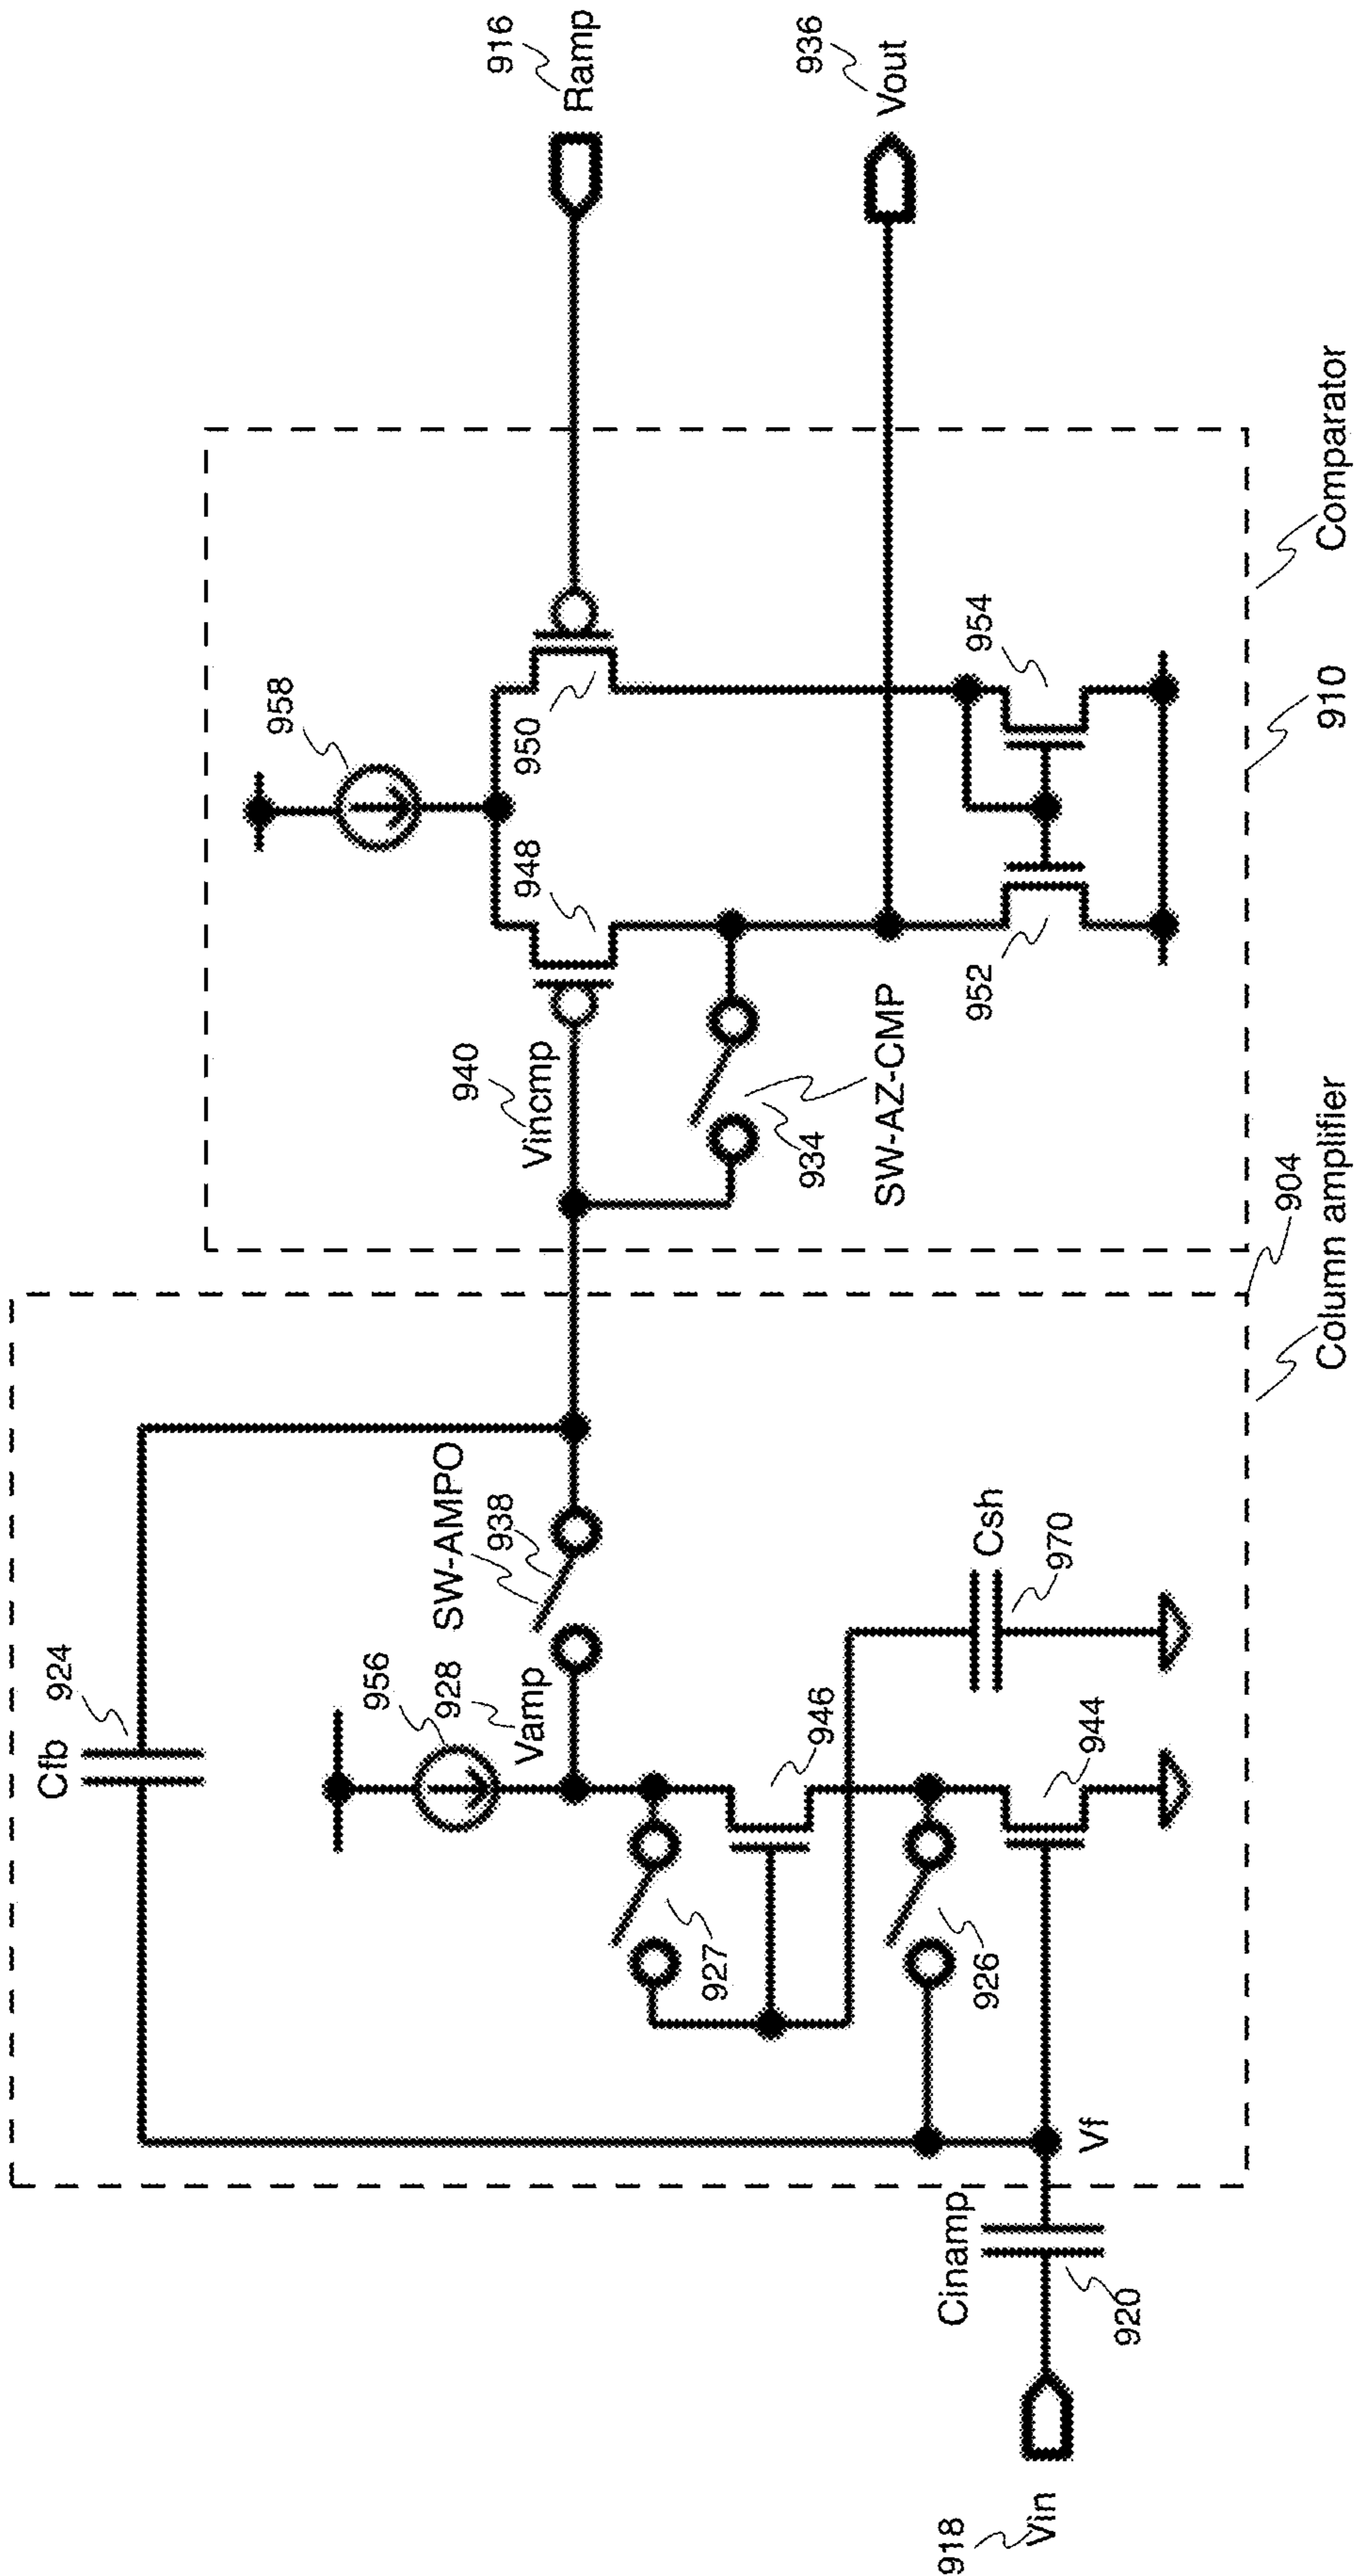 Cfb
924
956
928
Vamp
SW-AMPO
938
927
946
926
944
Csh
970
Vf
Cinamp
920
918
Vin
Column amplifier
904
940
Vincmp
934
SW-AZ-CMP
958
948
950
952
954
910
Comparator
916
Ramp
936
Vout